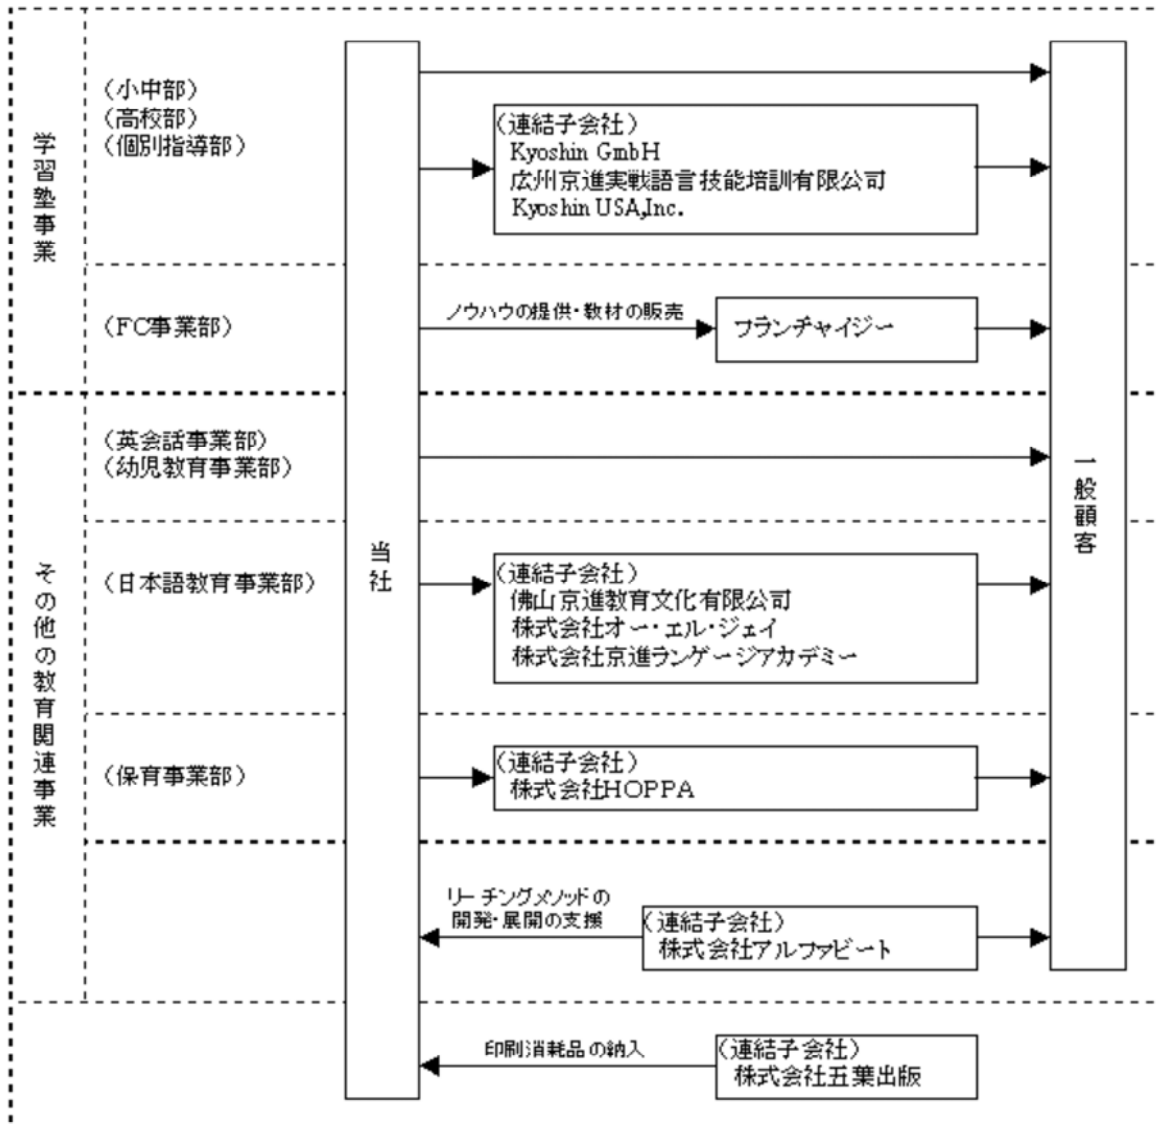 学習塾事業
（小中部）
（高校部）
（個別指導部）
（連結子会社）
Kyoshin GmbH
広州京進実戦語言技能培訓有限公司
Kyoshin USA,Inc.
（FC事業部）
ノウハウの提供・教材の販売
フランチャイジー
その他の教育関連事業
（英会話事業部）
（幼児教育事業部）
当社
一般顧客
（日本語教育事業部）
（連結子会社）
佛山京進教育文化有限公司
株式会社オー・エル・ジェイ
株式会社京進ランゲージアカデミー
（保育事業部）
（連結子会社）
株式会社HOPPA
リーチングメソッドの
開発・展開の支援
（連結子会社）
株式会社アルファビート
印刷消耗品の納入
（連結子会社）
株式会社五葉出版